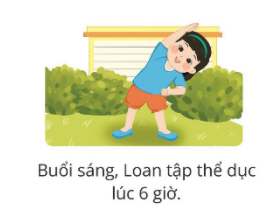 Buổi sáng, Loan tập thể dục
lúc 6 giờ.